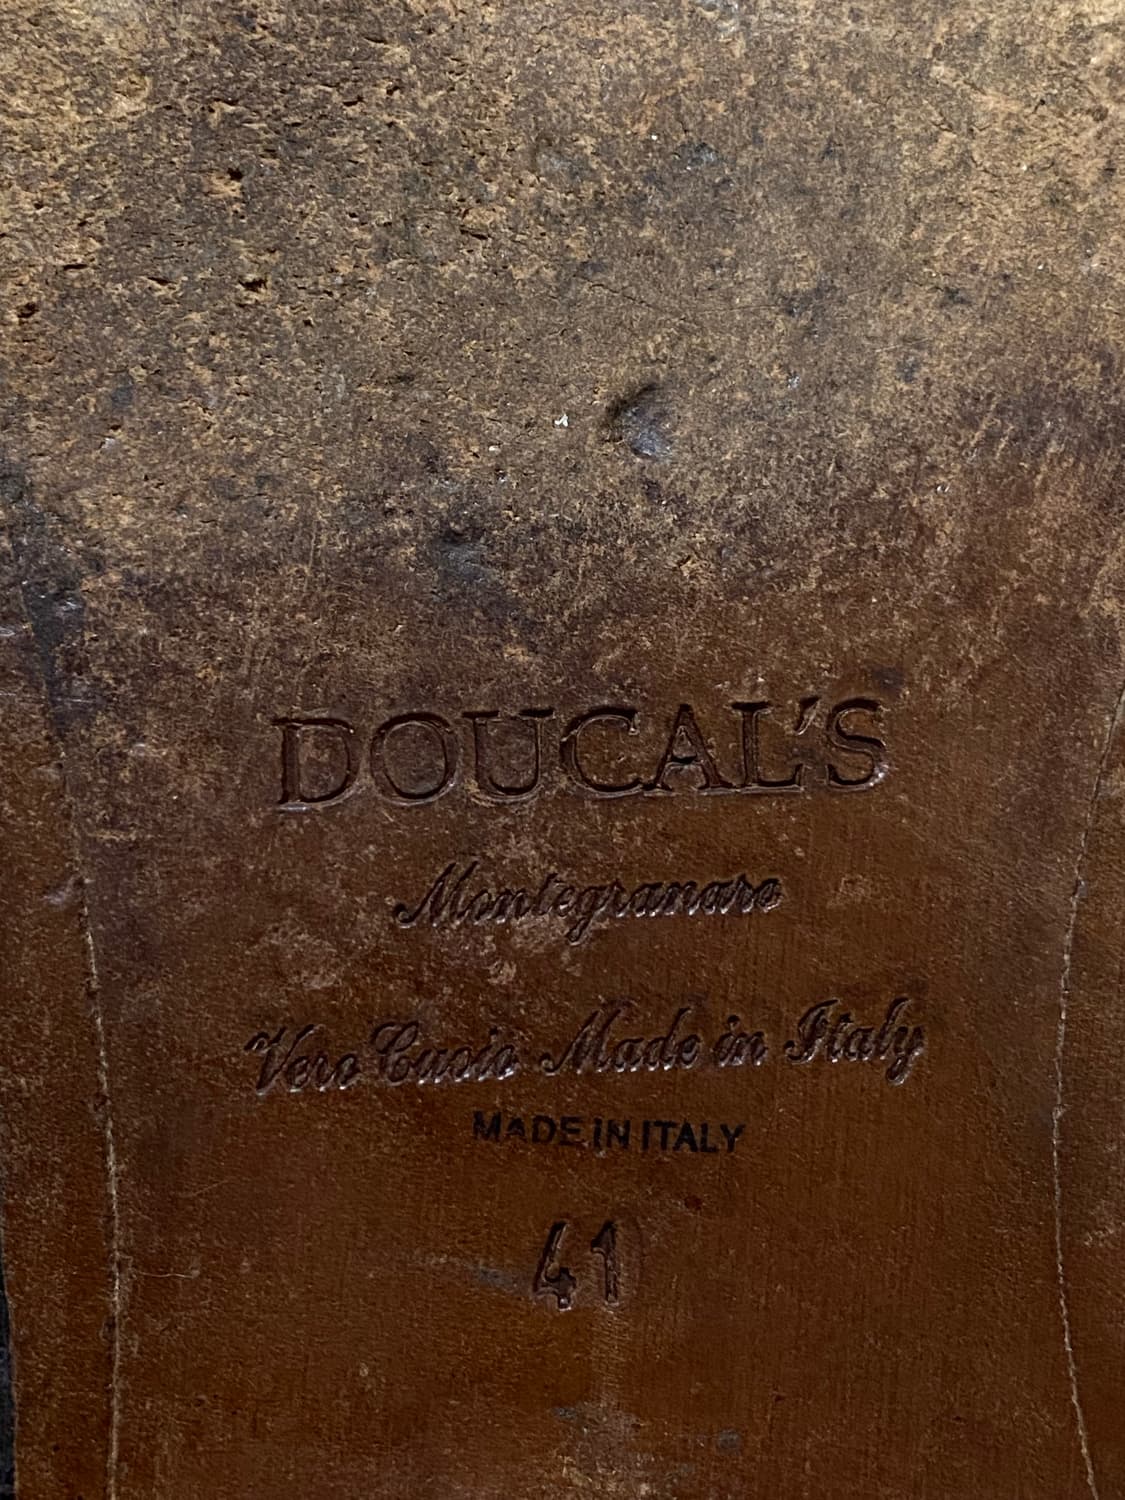 DOUCAL'S
Montegranaro
Vero Cuoio Made in Italy
MADE IN ITALY
41